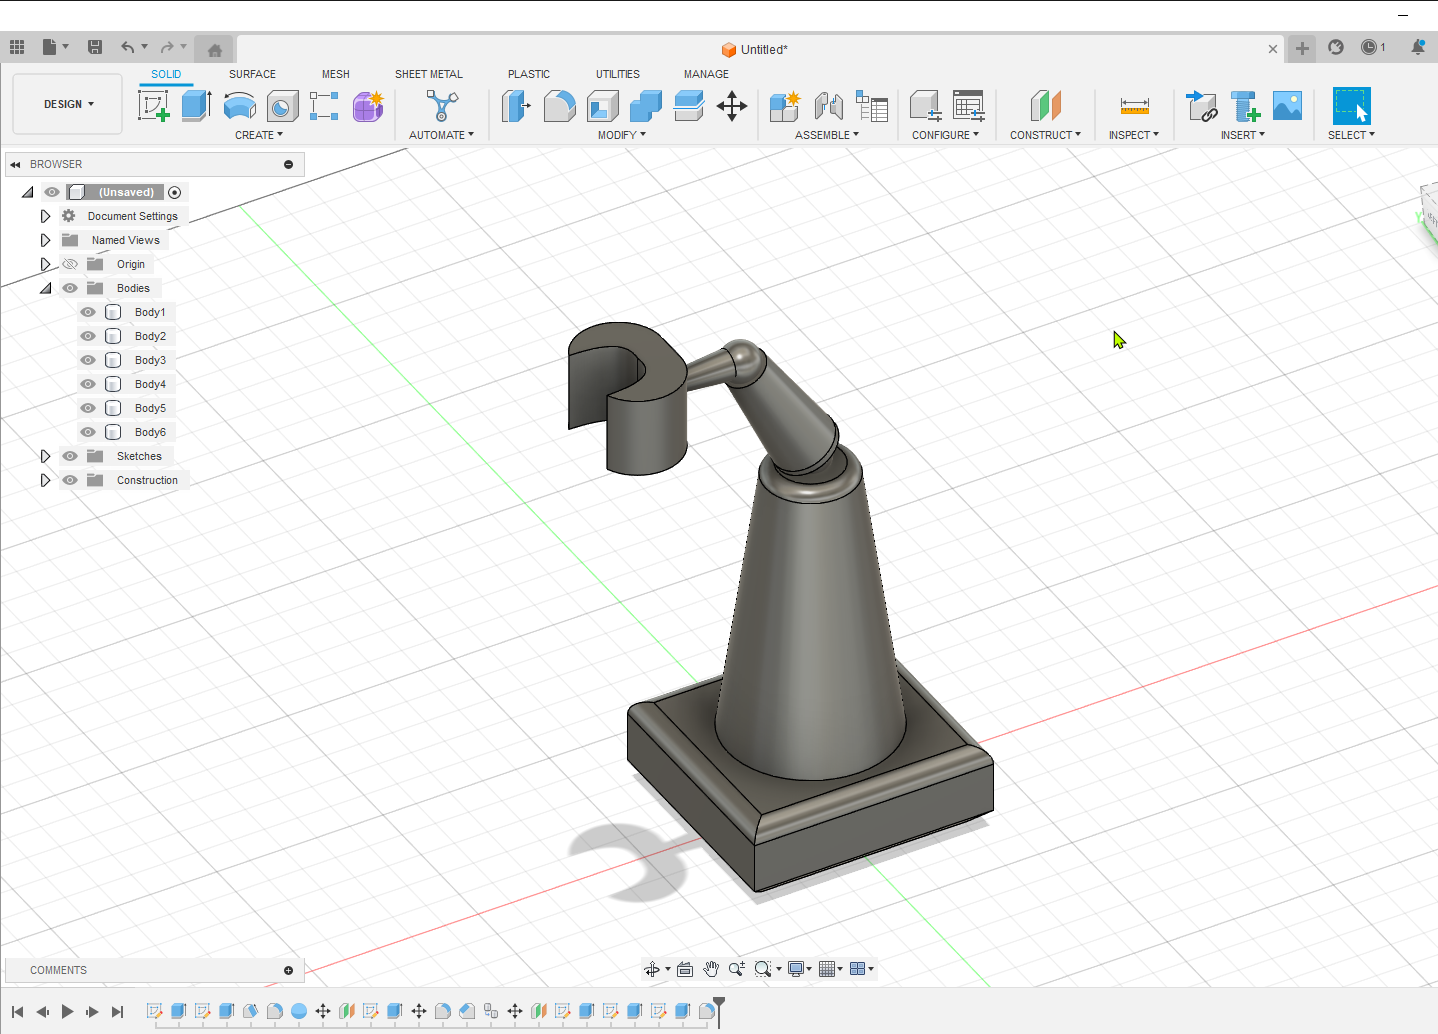 Untitled*
1
DESIGN
SOLID
SURFACE
MESH
SHEET METAL
PLASTIC
UTILITIES
MANAGE
CREATE
AUTOMATE
MODIFY
ASSEMBLE
CONFIGURE
CONSTRUCT
INSPECT
INSERT
SELECT
BROWSER
(Unsaved)
Document Settings
Named Views
Origin
Bodies
Body1
Body2
Body3
Body4
Body5
Body6
Sketches
Construction
Y
COMMENTS